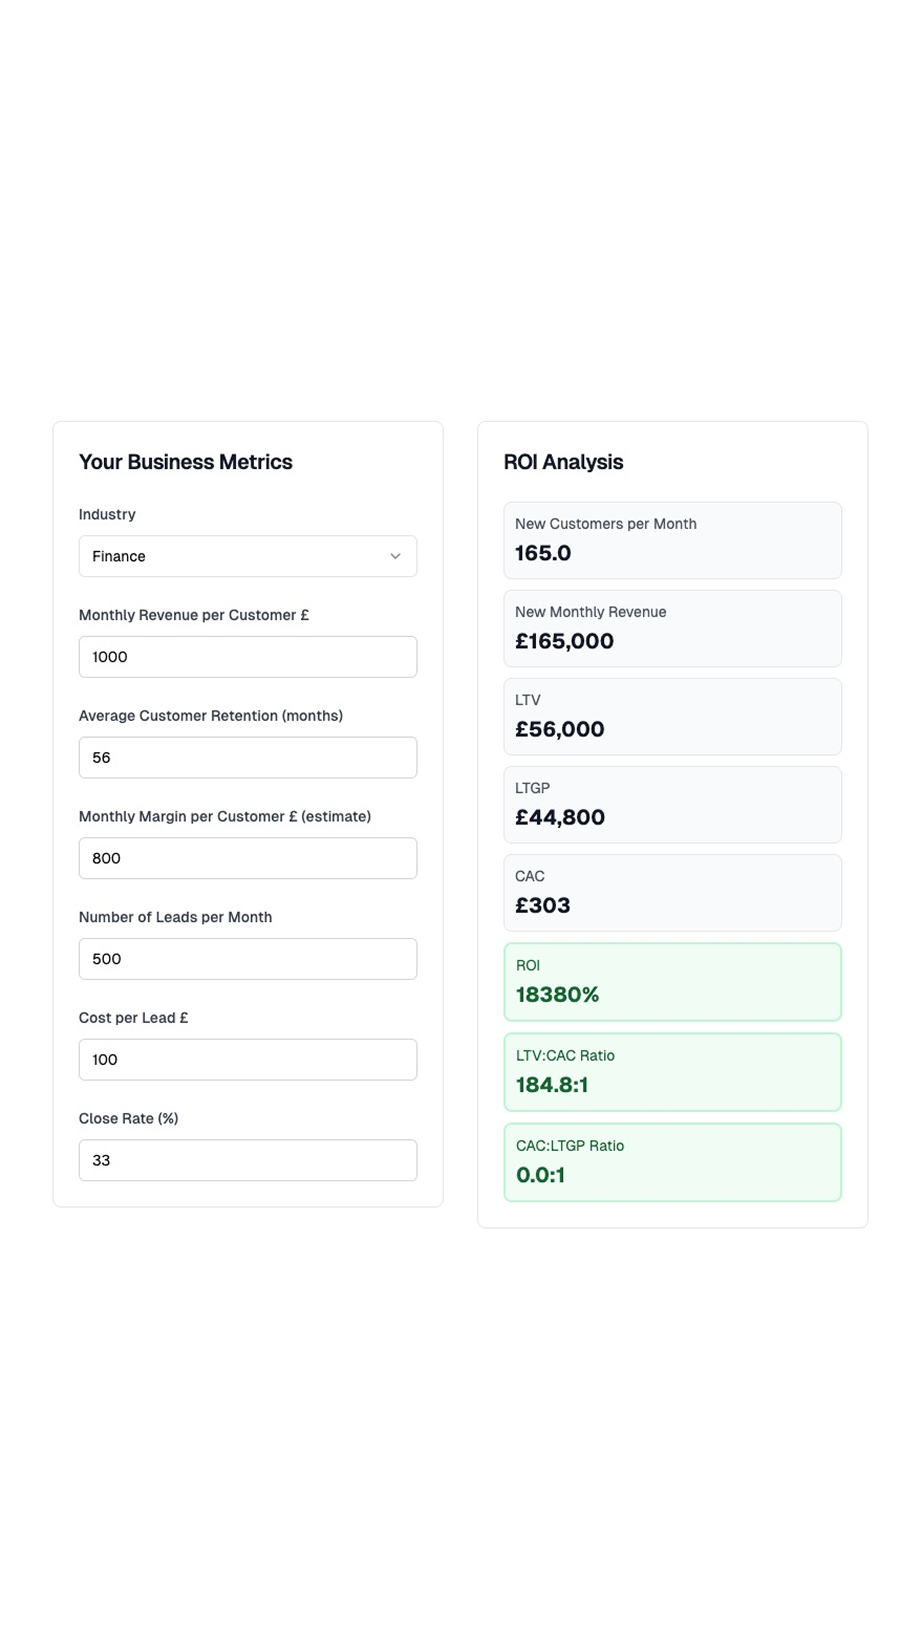 Your Business Metrics
Industry
Finance
Monthly Revenue per Customer £
1000
Average Customer Retention (months)
56
Monthly Margin per Customer £ (estimate)
800
Number of Leads per Month
500
Cost per Lead £
100
Close Rate (%)
33
ROI Analysis
New Customers per Month
165.0
New Monthly Revenue
£165,000
LTV
£56,000
LTGP
£44,800
CAC
£303
ROI
18380%
LTV:CAC Ratio
184.8:1
CAC:LTGP Ratio
0.0:1